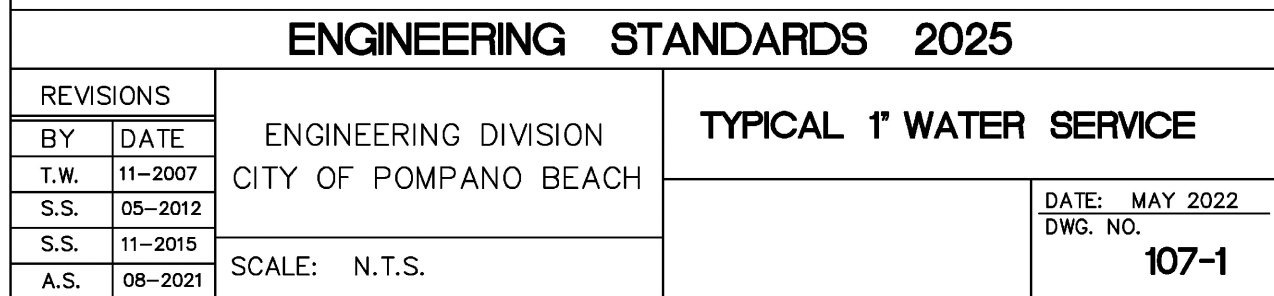 ENGINEERING STANDARDS 2025
REVISIONS
BY DATE
T.W. 11-2007
S.S. 05-2012
S.S. 11-2015
A.S. 08-2021
ENGINEERING DIVISION
CITY OF POMPANO BEACH
SCALE: N.T.S.
TYPICAL 1" WATER SERVICE
DATE: MAY 2022
DWG. NO.
107-1